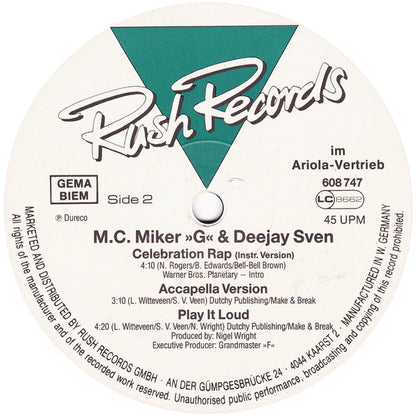 Rush Records
im
Ariola-Vertrieb
608 747
LC 8662
45 UPM
GEMA
BIEM
Side 2
℗ Dureco
M.C. Miker »G« & Deejay Sven
Celebration Rap (Instr. Version)
4:10 (N. Rogers/B. Edwards/Bell-Bell Brown)
Warner Bros. Planetary – Intro
Accapella Version
3:10 (L. Witteveen/S. V. Veen) Dutchy Publishing/Make & Break
Play It Loud
4:20 (L. Witteveen/S. V. Veen/N. Wright) Dutchy Publishing/Make & Break
Produced by: Nigel Wright
Executive Producer: Grandmaster »F«
MARKETED AND DISTRIBUTED BY RUSH RECORDS GMBH · AN DER GÜMPGESBRÜCKE 24 · 4044 KAARST 2 · MANUFACTURED IN W. GERMANY
All rights of the manufacturer and of the owner of the recorded work reserved. Unauthorised public performance, broadcasting and copying of this record prohibited.